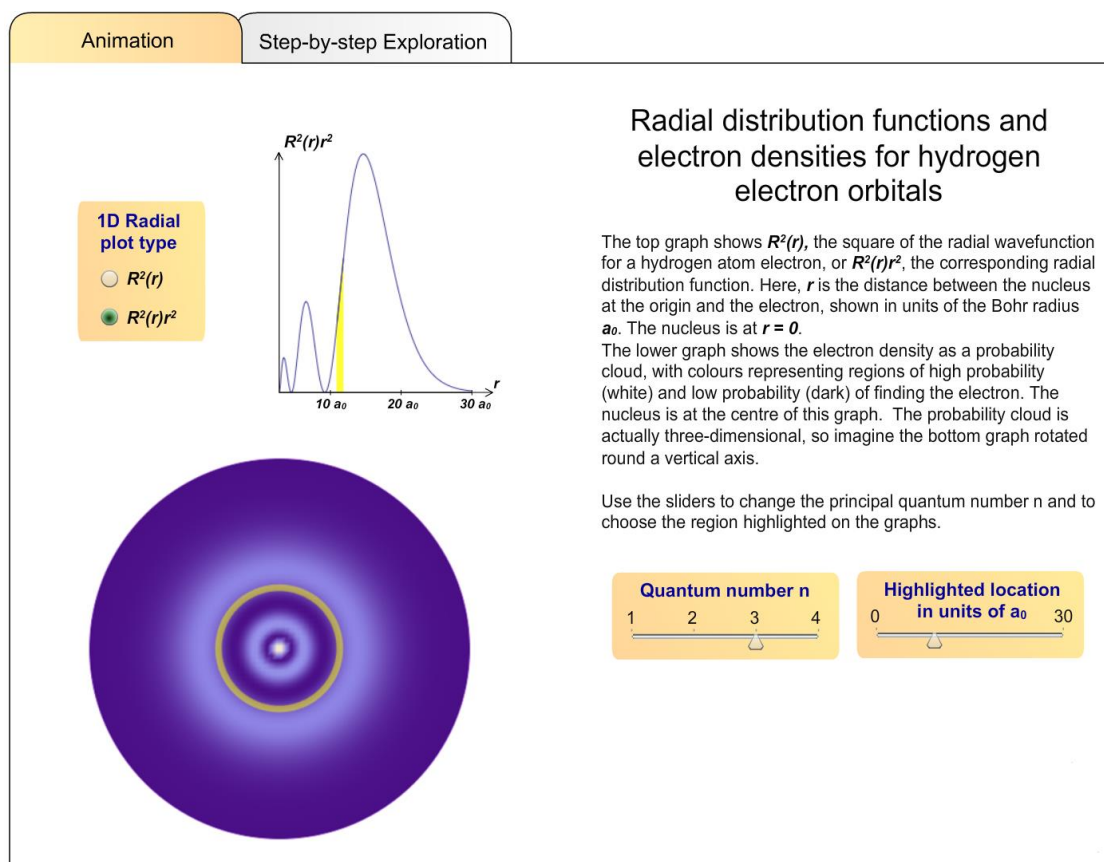 Animation
Step-by-step Exploration
R²(r)r²
1D Radial
plot type
R²(r)
R²(r)r²
r
10 a₀ 20 a₀ 30 a₀
Radial distribution functions and
electron densities for hydrogen
electron orbitals
The top graph shows R²(r), the square of the radial wavefunction
for a hydrogen atom electron, or R²(r)r², the corresponding radial
distribution function. Here, r is the distance between the nucleus
at the origin and the electron, shown in units of the Bohr radius
a₀. The nucleus is at r = 0.
The lower graph shows the electron density as a probability
cloud, with colours representing regions of high probability
(white) and low probability (dark) of finding the electron. The
nucleus is at the centre of this graph. The probability cloud is
actually three-dimensional, so imagine the bottom graph rotated
round a vertical axis.
Use the sliders to change the principal quantum number n and to
choose the region highlighted on the graphs.
Quantum number n
1 2 3 4
Highlighted location
in units of a₀
0 30